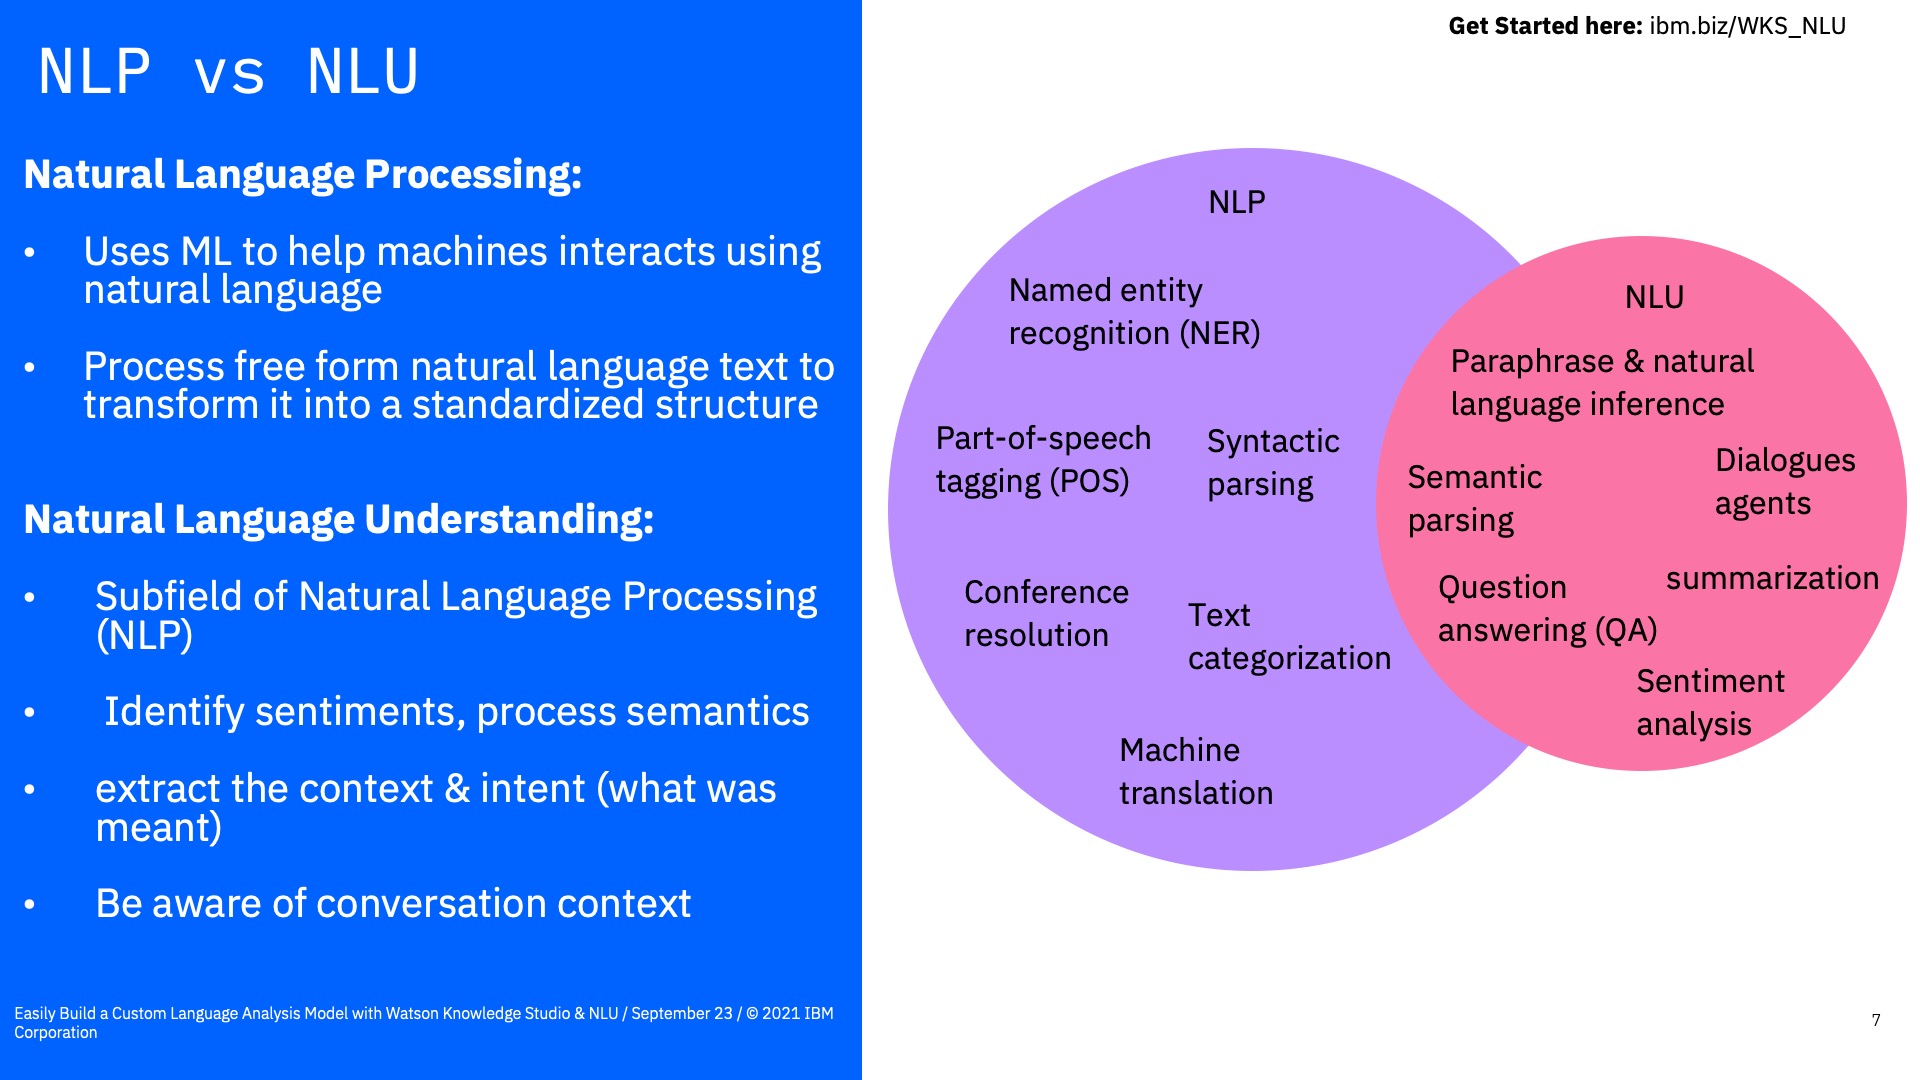 Get Started here: ibm.biz/WKS_NLU
NLP vs NLU
Natural Language Processing:
• Uses ML to help machines interacts using
natural language
• Process free form natural language text to
transform it into a standardized structure
Natural Language Understanding:
• Subfield of Natural Language Processing
(NLP)
• Identify sentiments, process semantics
• extract the context & intent (what was
meant)
• Be aware of conversation context
NLP
Named entity
recognition (NER)
Part-of-speech
tagging (POS)
Syntactic
parsing
Conference
resolution
Text
categorization
Machine
translation
NLU
Paraphrase & natural
language inference
Semantic
parsing
Dialogues
agents
Question
answering (QA)
summarization
Sentiment
analysis
Easily Build a Custom Language Analysis Model with Watson Knowledge Studio & NLU / September 23 / © 2021 IBM
Corporation
7